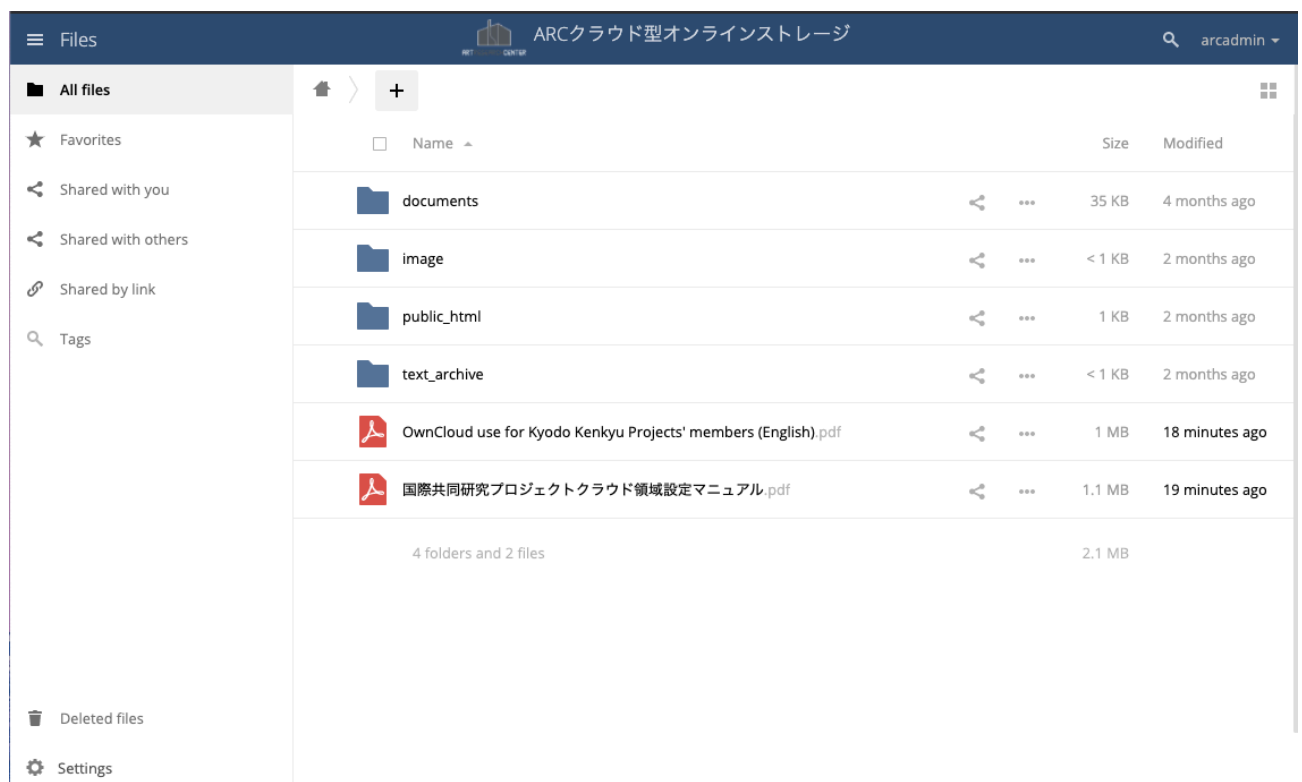 Files
ART CENTER ARCクラウド型オンラインストレージ
arcadmin
All files
Favorites
Shared with you
Shared with others
Shared by link
Tags
+
Name Size Modified
documents 35 KB 4 months ago
image < 1 KB 2 months ago
public_html 1 KB 2 months ago
text_archive < 1 KB 2 months ago
OwnCloud use for Kyodo Kenkyu Projects' members (English).pdf 1 MB 18 minutes ago
国際共同研究プロジェクトクラウド領域設定マニュアル.pdf 1.1 MB 19 minutes ago
4 folders and 2 files 2.1 MB
Deleted files
Settings